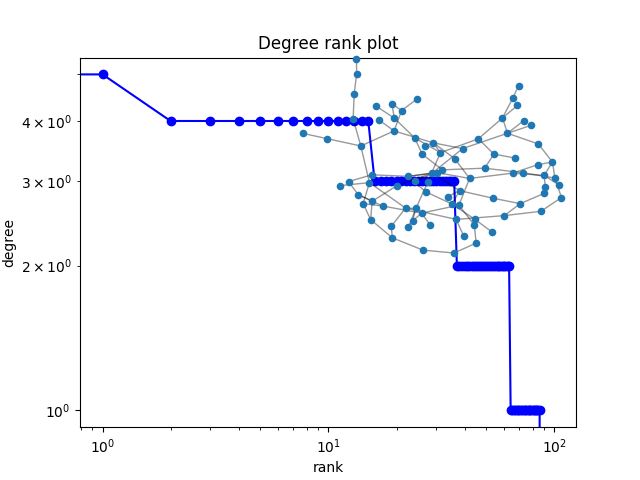 Degree rank plot
degree
4 × 10⁰
3 × 10⁰
2 × 10⁰
10⁰
10⁰
10¹
10²
rank